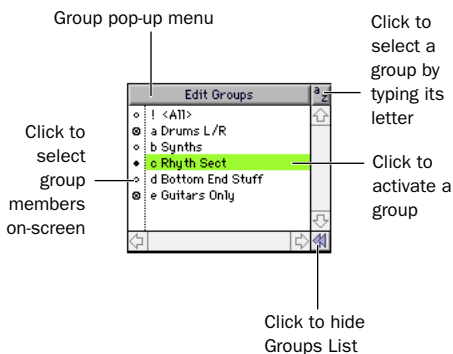 Group pop-up menu
Click to
select a
group by
typing its
letter
Edit Groups
a
z
! <All>
a Drums L/R
b Synths
c Rhyth Sect
d Bottom End Stuff
e Guitars Only
Click to
select
group
members
on-screen
Click to
activate a
group
Click to hide
Groups List